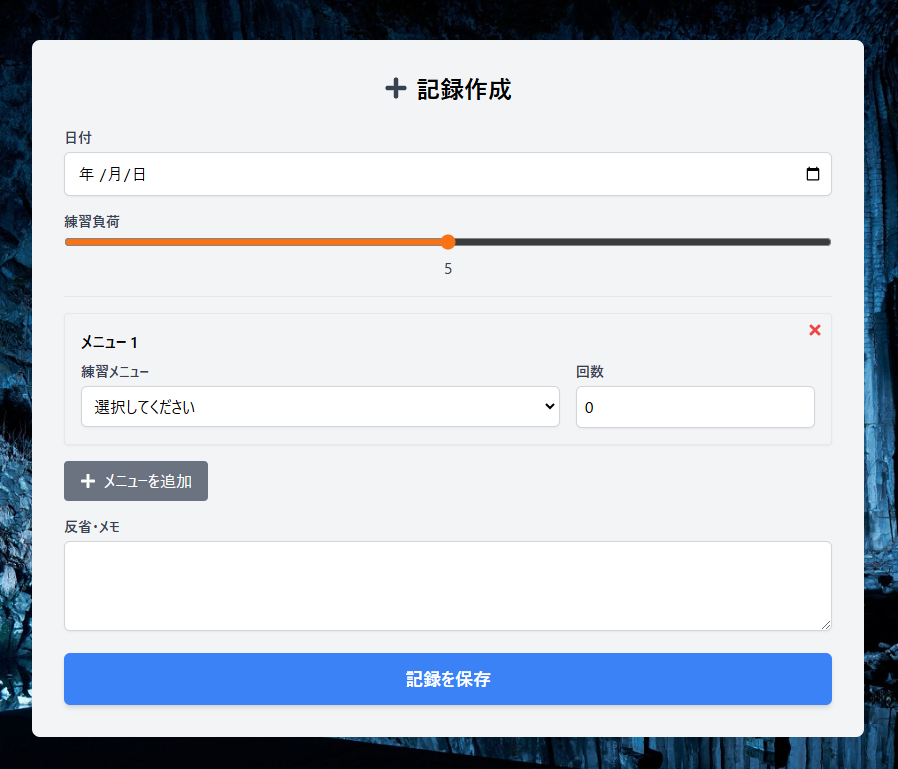 記録作成
日付
年 /月/日
練習負荷
5
メニュー 1
練習メニュー
回数
選択してください
0
メニューを追加
反省・メモ
記録を保存